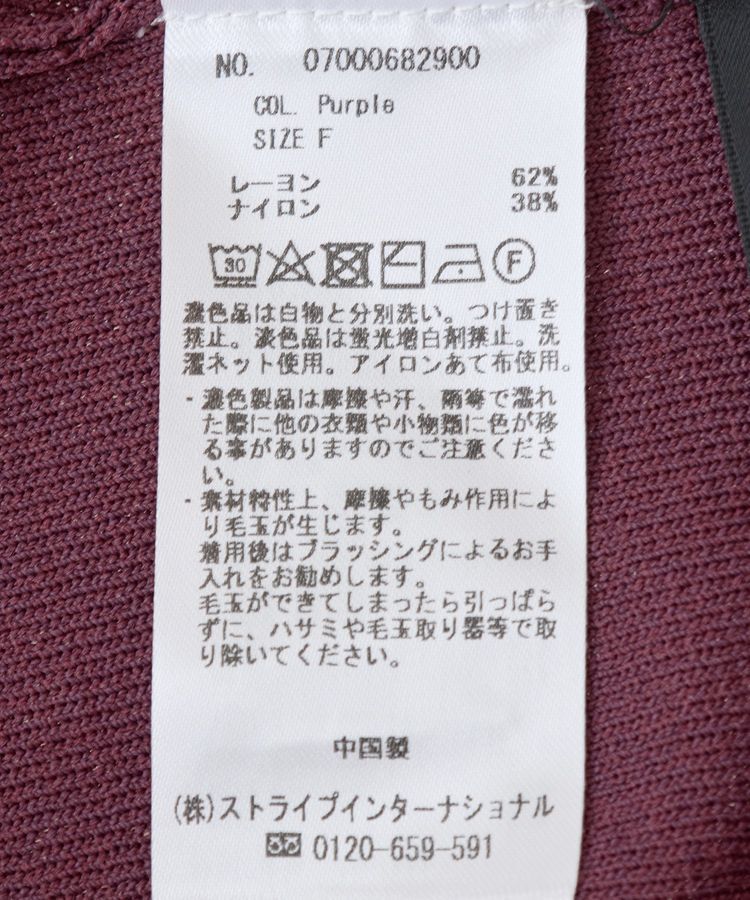 NO. 07000682900
COL. Purple
SIZE F
レーヨン 62%
ナイロン 38%
30 F
濃色品は白物と分別洗い。つけ置き
禁止。淡色品は蛍光増白剤禁止。洗
濯ネット使用。アイロンあて布使用。
・濃色製品は摩擦や汗、雨等で濡れ
た際に他の衣類や小物類に色が移
る事がありますのでご注意くださ
い。
・素材特性上、摩擦やもみ作用によ
り毛玉が生じます。
着用後はブラッシングによるお手
入れをお勧めします。
毛玉ができてしまったら引っぱら
ずに、ハサミや毛玉取り器等で取
り除いてください。
中国製
(株)ストライプインターナショナル
0120-659-591